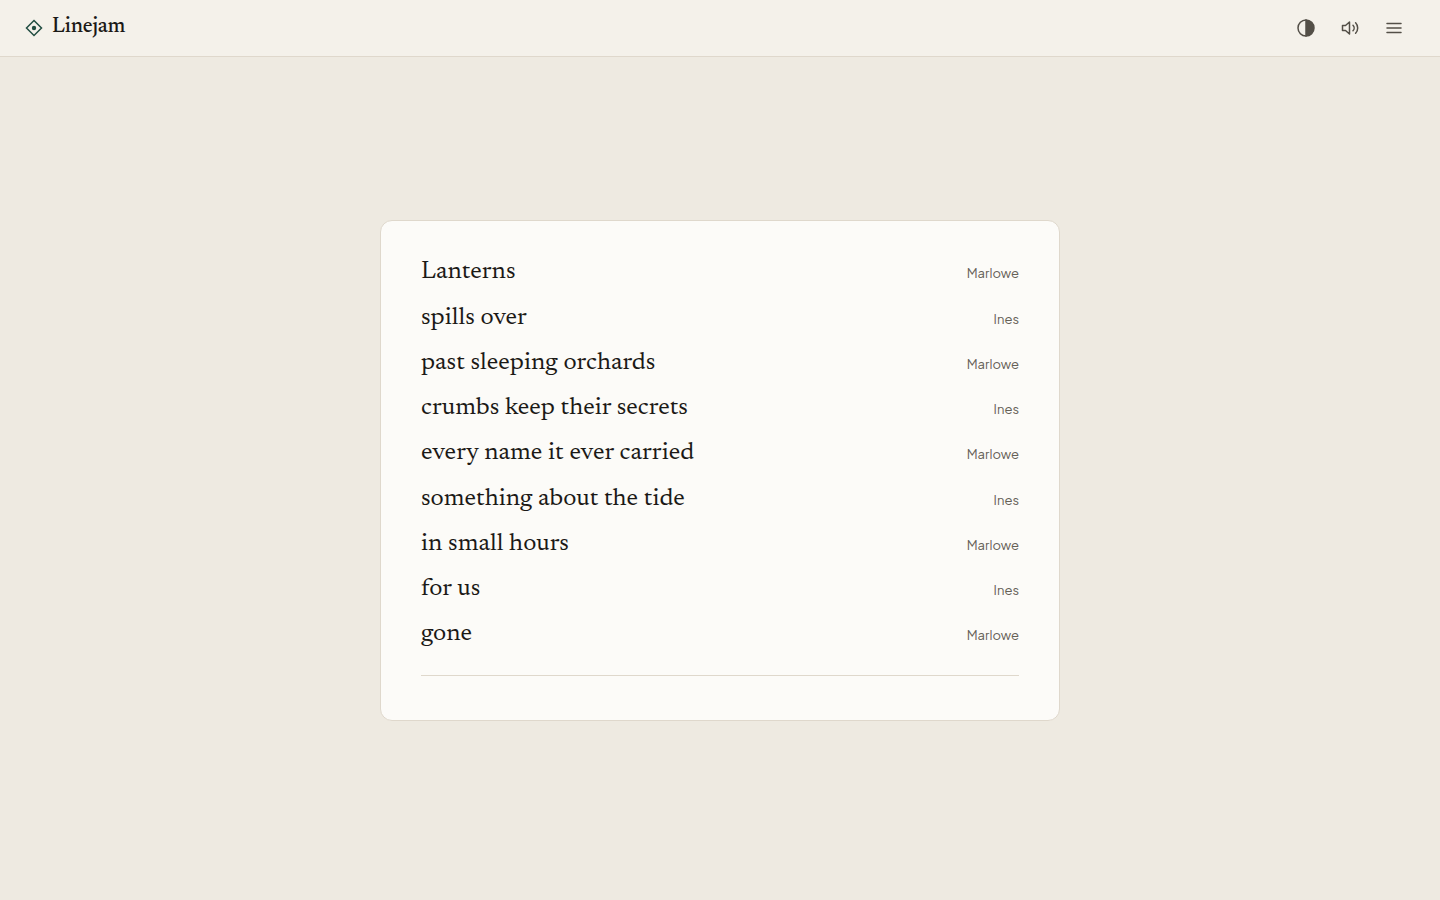 Linejam
Lanterns Marlowe
spills over Ines
past sleeping orchards Marlowe
crumbs keep their secrets Ines
every name it ever carried Marlowe
something about the tide Ines
in small hours Marlowe
for us Ines
gone Marlowe